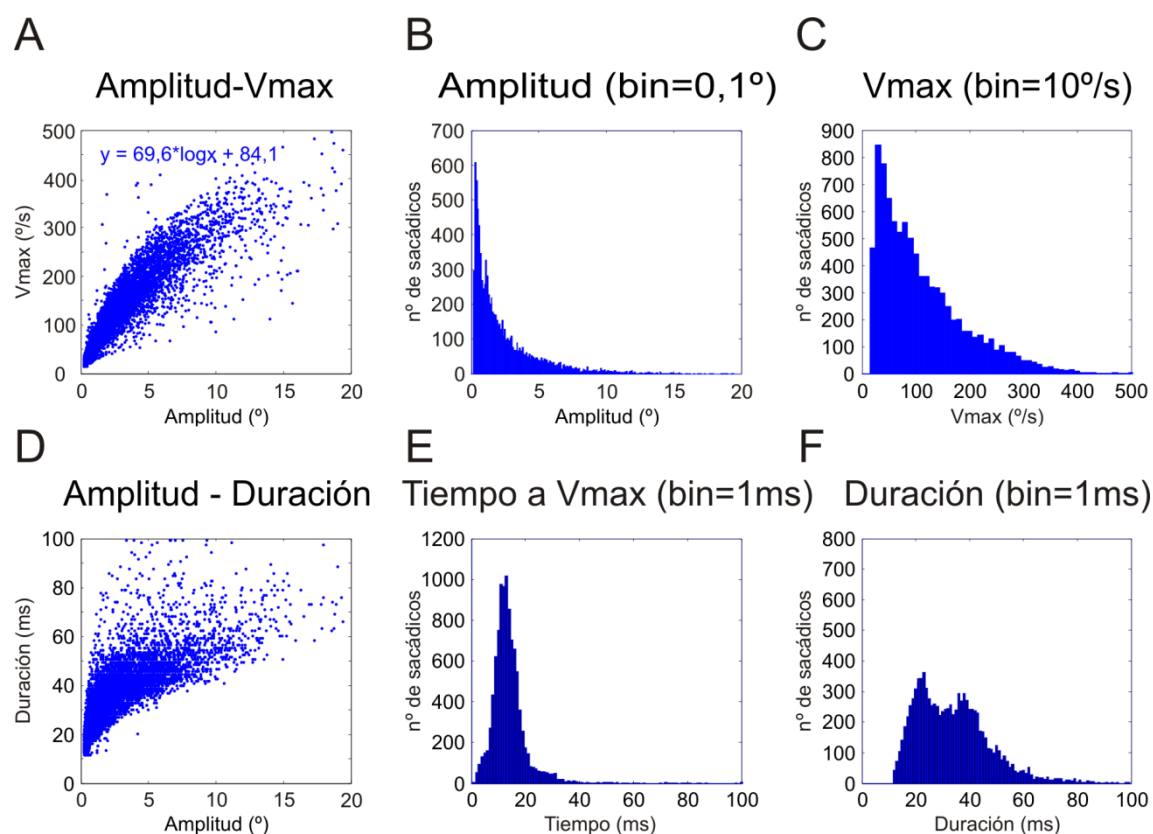 A
Amplitud-Vmax
y = 69,6*logx + 84,1
Vmax (º/s)
500
400
300
200
100
0
0 5 10 15 20
Amplitud (º)
B
Amplitud (bin=0,1º)
nº de sacádicos
700
600
500
400
300
200
100
0
0 5 10 15 20
Amplitud (º)
C
Vmax (bin=10º/s)
nº de sacádicos
900
800
700
600
500
400
300
200
100
0
0 100 200 300 400 500
Vmax (º/s)
D
Amplitud - Duración
Duración (ms)
100
80
60
40
20
0
0 5 10 15 20
Amplitud (º)
E
Tiempo a Vmax (bin=1ms)
nº de sacádicos
1200
1000
800
600
400
200
0
0 20 40 60 80 100
Tiempo (ms)
F
Duración (bin=1ms)
nº de sacádicos
800
700
600
500
400
300
200
100
0
0 20 40 60 80 100
Duración (ms)